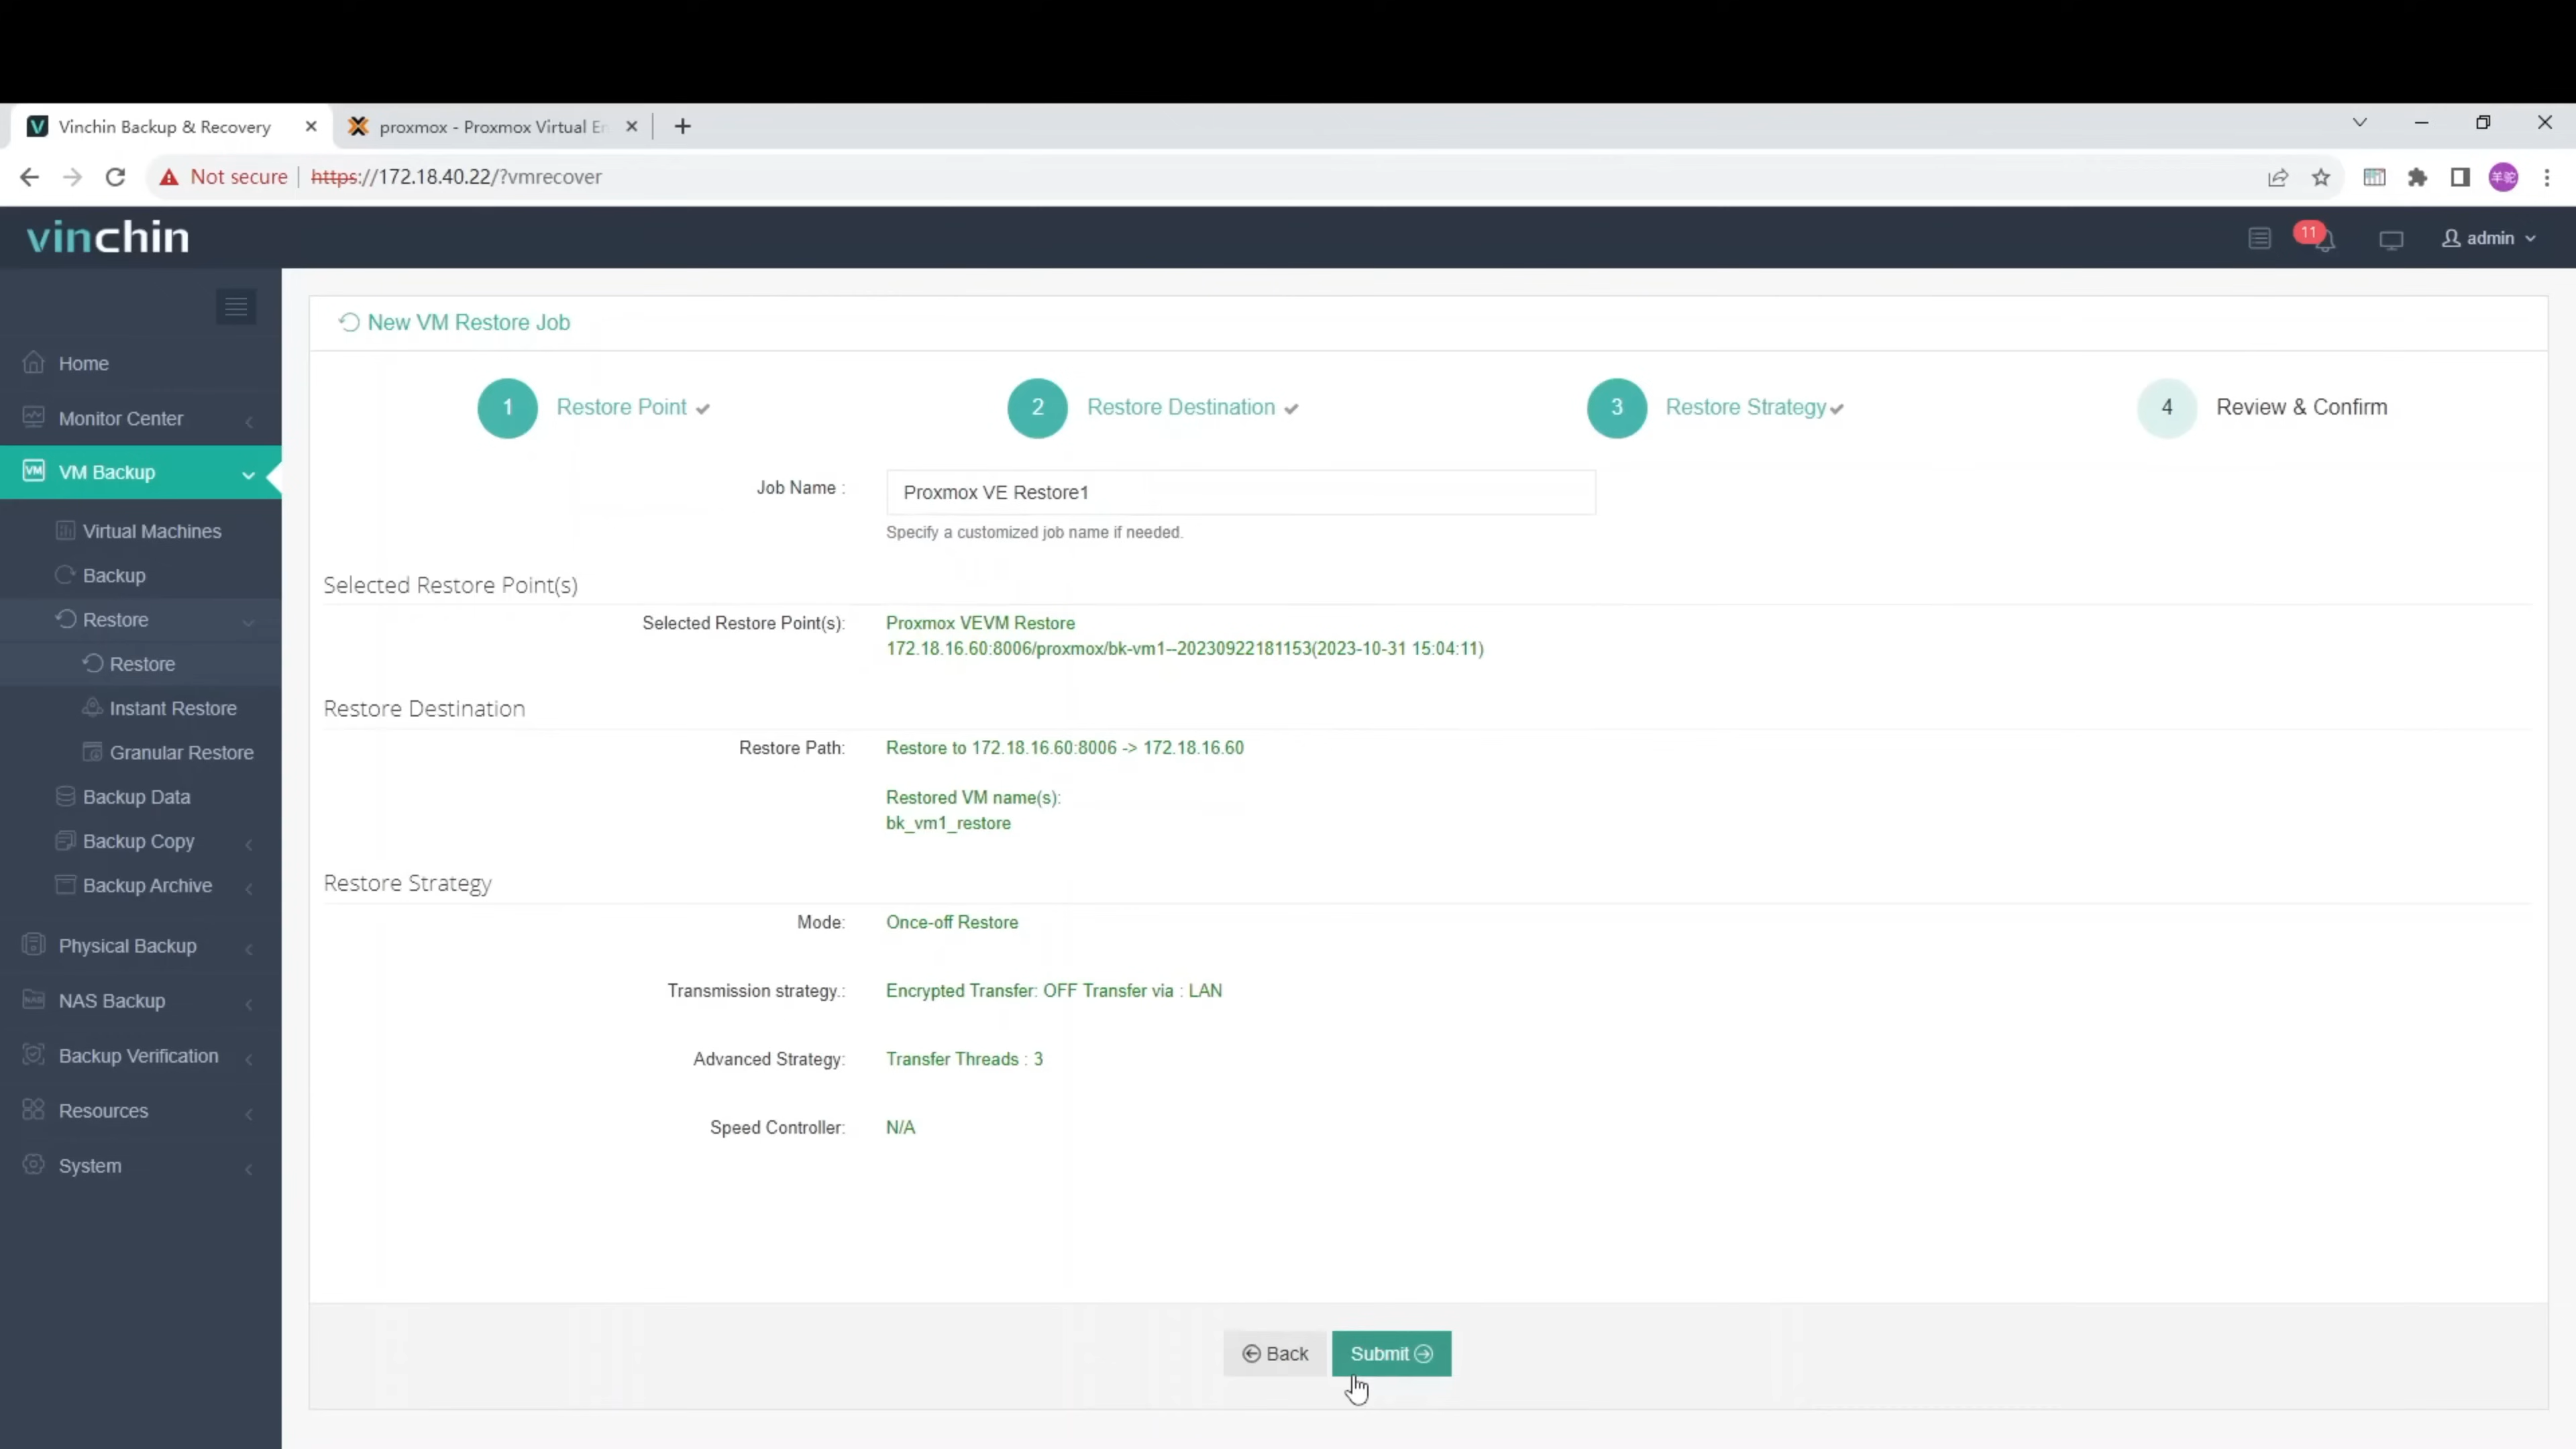 Vinchin Backup & Recovery
proxmox - Proxmox Virtual En
Not secure
https://172.18.40.22/?vmrecover
羊驼
vinchin
11
admin
New VM Restore Job
Home
Monitor Center
VM
VM Backup
Virtual Machines
Backup
Restore
Restore
Instant Restore
Granular Restore
Backup Data
Backup Copy
Backup Archive
Physical Backup
NAS
NAS Backup
Backup Verification
Resources
System
1 Restore Point
2 Restore Destination
3 Restore Strategy
4 Review & Confirm
Job Name :
Proxmox VE Restore1
Specify a customized job name if needed.
Selected Restore Point(s)
Selected Restore Point(s):
Proxmox VEVM Restore
172.18.16.60:8006/proxmox/bk-vm1--20230922181153(2023-10-31 15:04:11)
Restore Destination
Restore Path:
Restore to 172.18.16.60:8006 -> 172.18.16.60
Restored VM name(s):
bk_vm1_restore
Restore Strategy
Mode:
Once-off Restore
Transmission strategy.:
Encrypted Transfer: OFF Transfer via : LAN
Advanced Strategy:
Transfer Threads : 3
Speed Controller:
N/A
Back
Submit